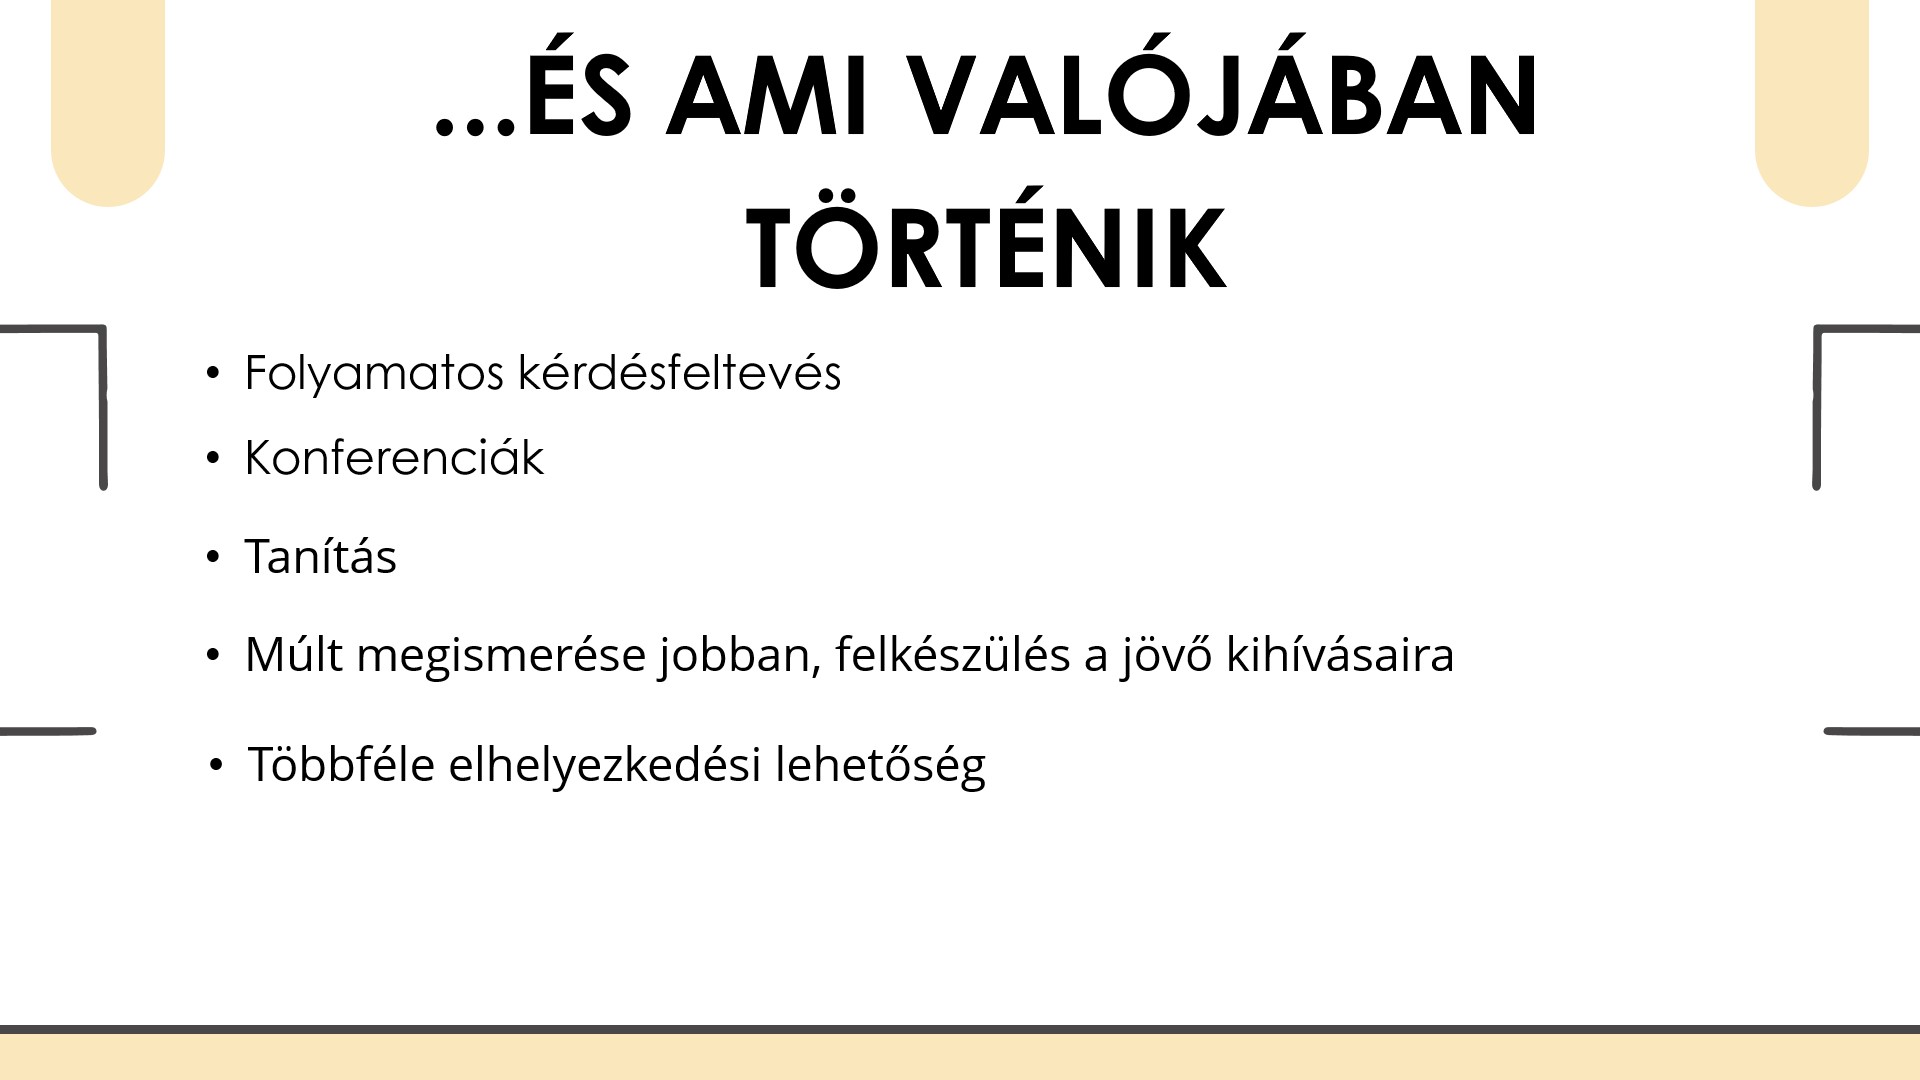 ...ÉS AMI VALÓJÁBAN
TÖRTÉNIK
• Folyamatos kérdésfeltevés
• Konferenciák
• Tanítás
• Múlt megismerése jobban, felkészülés a jövő kihívásaira
• Többféle elhelyezkedési lehetőség